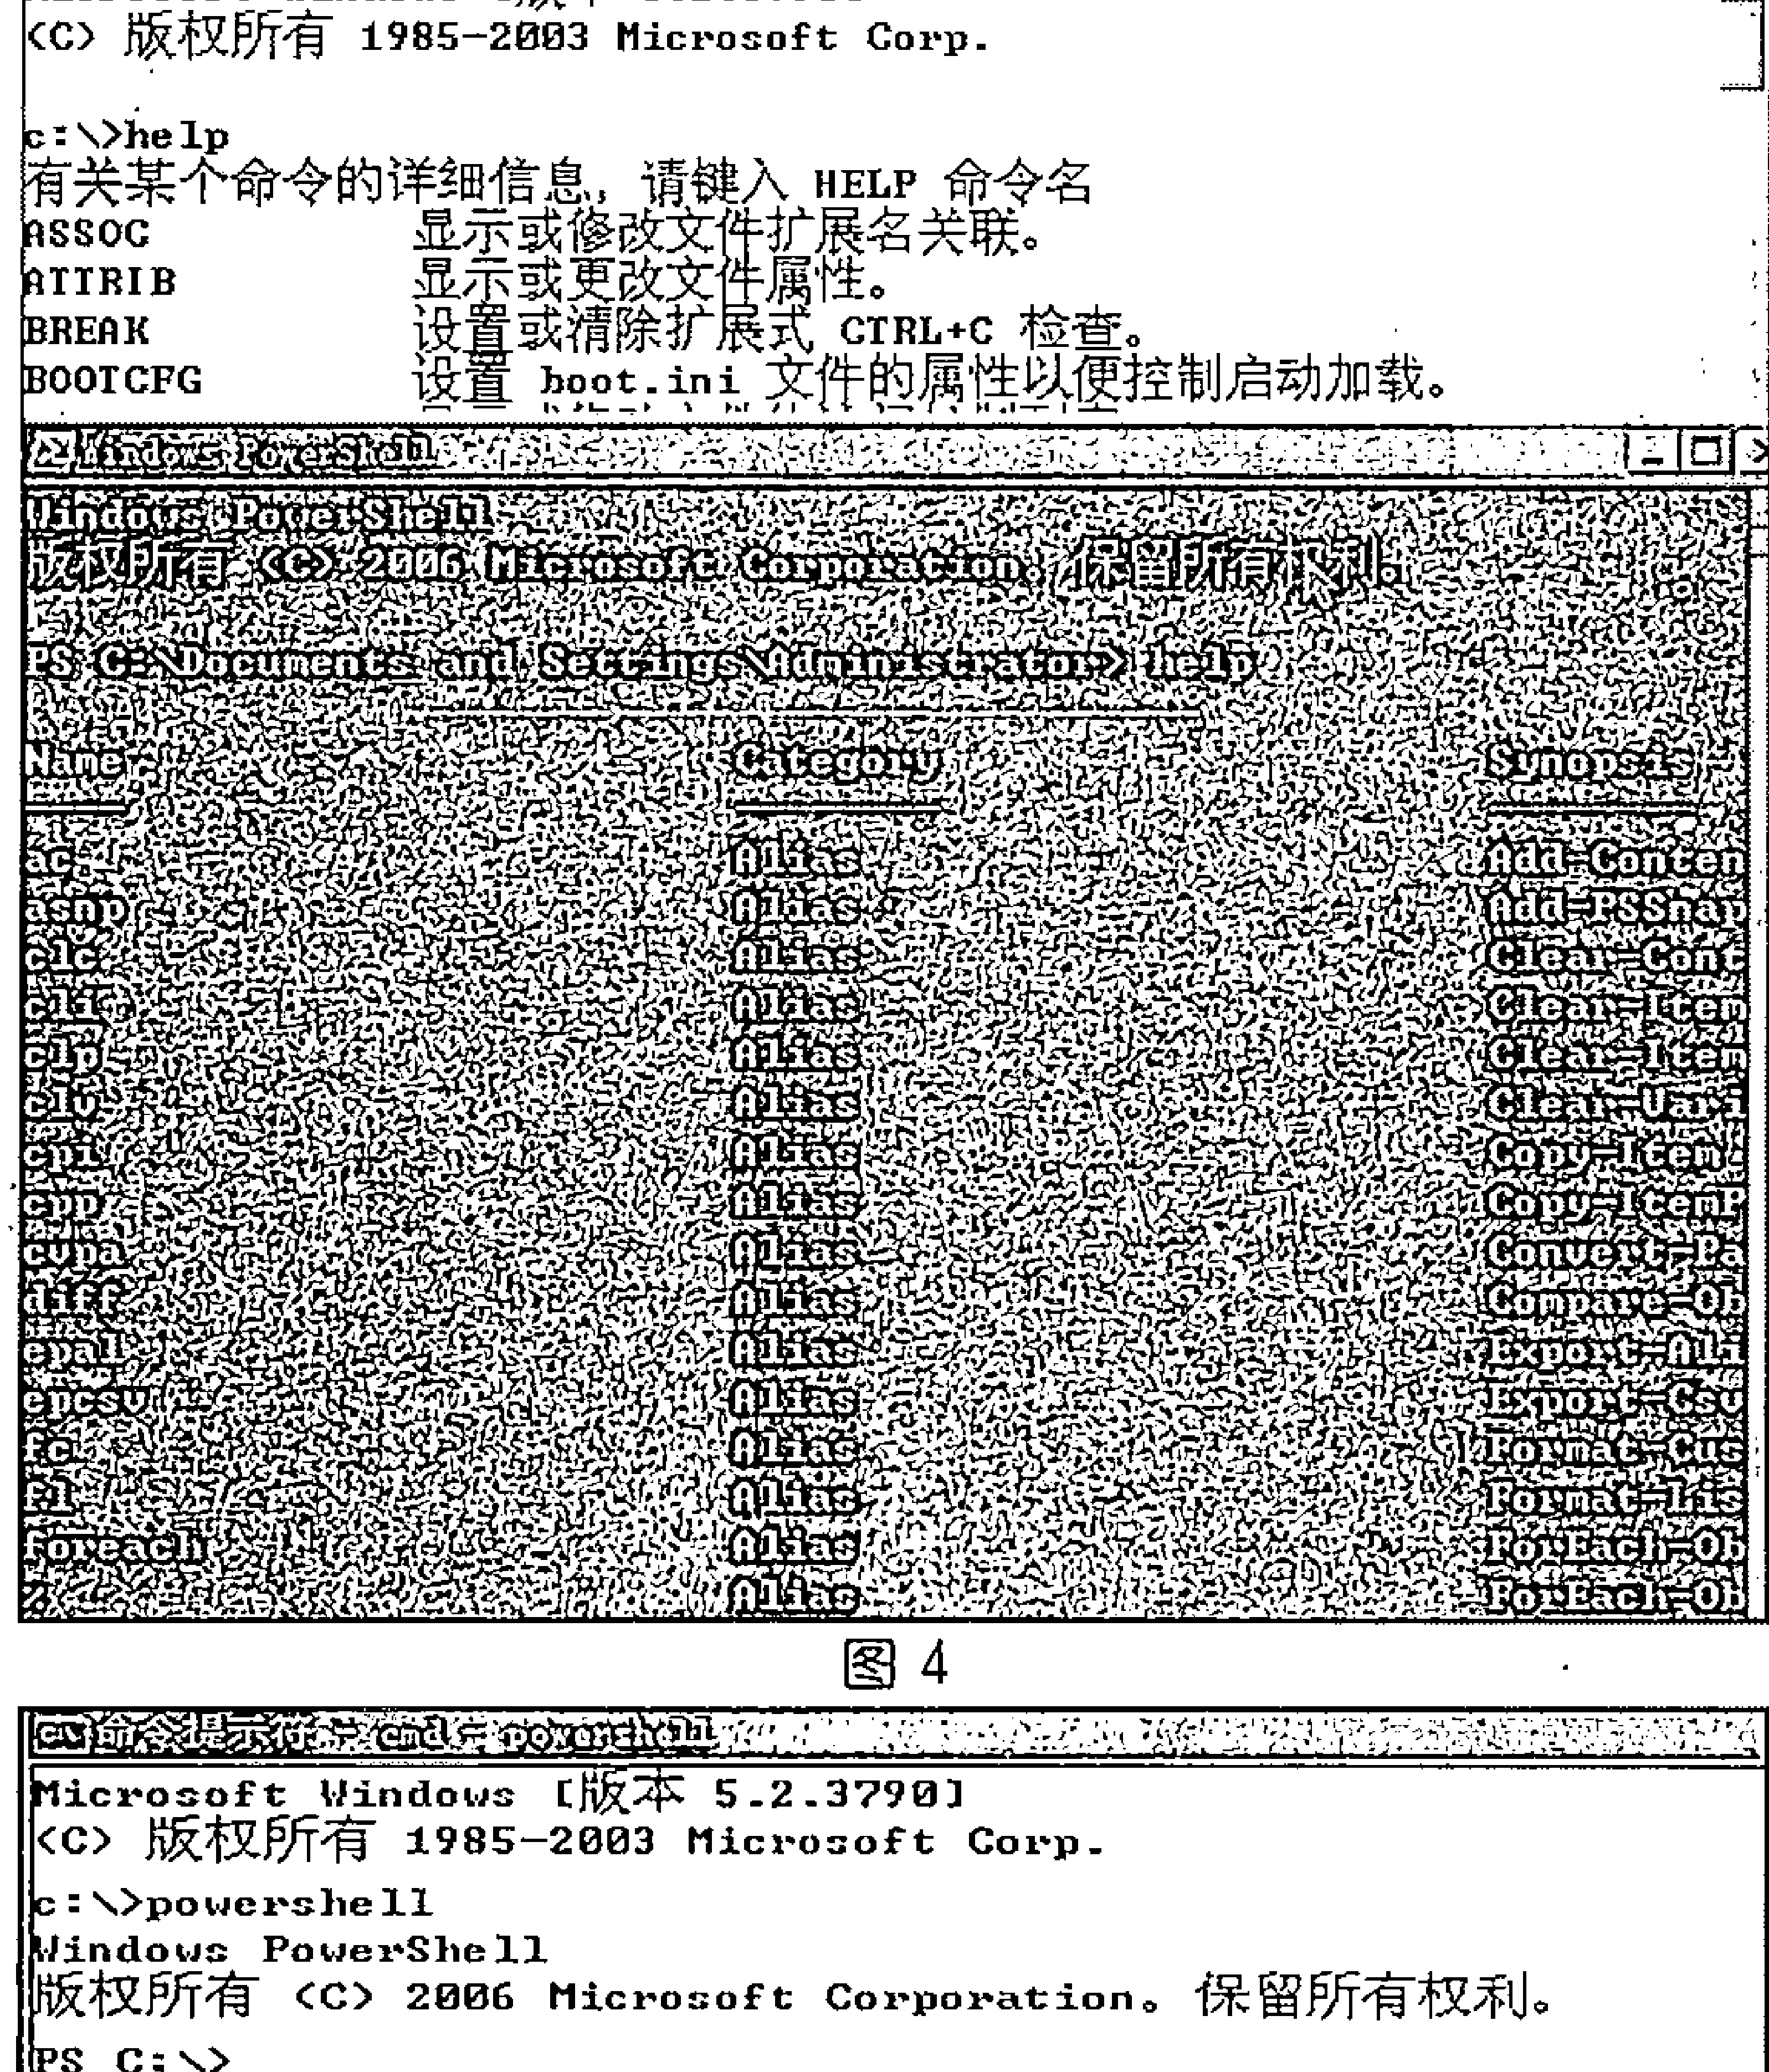 <C> 版权所有 1985-2003 Microsoft Corp.
c:\>help
有关某个命令的详细信息, 请键入 HELP 命令名
ASSOC 显示或修改文件扩展名关联。
ATTRIB 显示或更改文件属性。
BREAK 设置或清除扩展式 CTRL+C 检查。
BOOTCFG 设置 boot.ini 文件的属性以便控制启动加载。
Windows PowerShell
Windows PowerShell
版权所有 <C> 2006 Microsoft Corporation。保留所有权利。
PS C:\Documents and Settings\Administrator> help
Name Category Synopsis
ac Alias Add-Conten
asnp Alias Add-PSSnap
clc Alias Clear-Cont
cli Alias Clear-Item
clp Alias Clear-Item
clv Alias Clear-Vari
cpi Alias Copy-Item
cpp Alias Copy-ItemP
cvpa Alias Convert-Pa
diff Alias Compare-Ob
epal Alias Export-Ali
epcsv Alias Export-Csv
fc Alias Format-Cus
fl Alias Format-Lis
foreach Alias ForEach-Ob
% Alias ForEach-Ob
图 4
命令提示符 - cmd - powershell
Microsoft Windows [版本 5.2.3790]
<C> 版权所有 1985-2003 Microsoft Corp.
c:\>powershell
Windows PowerShell
版权所有 <C> 2006 Microsoft Corporation。保留所有权利。
PS C:\>